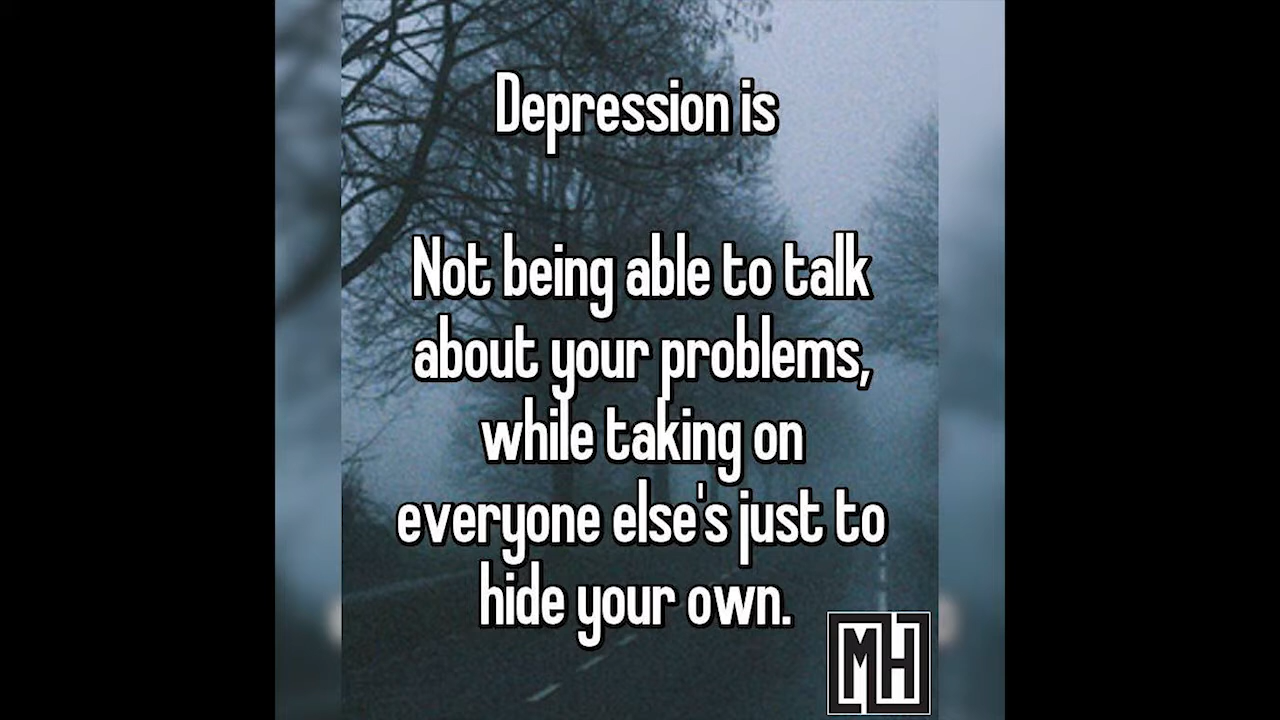 Depression is
Not being able to talk
about your problems,
while taking on
everyone else's just to
hide your own.
MH